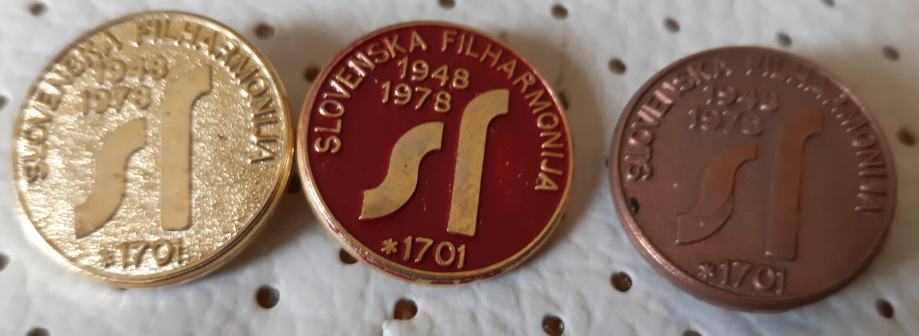 SLOVENSKA FILHARMONIJA
1948
1978
sf
*1701
SLOVENSKA FILHARMONIJA
1948
1978
sf
*1701
SLOVENSKA FILHARMONIJA
1948
1978
sf
*1701